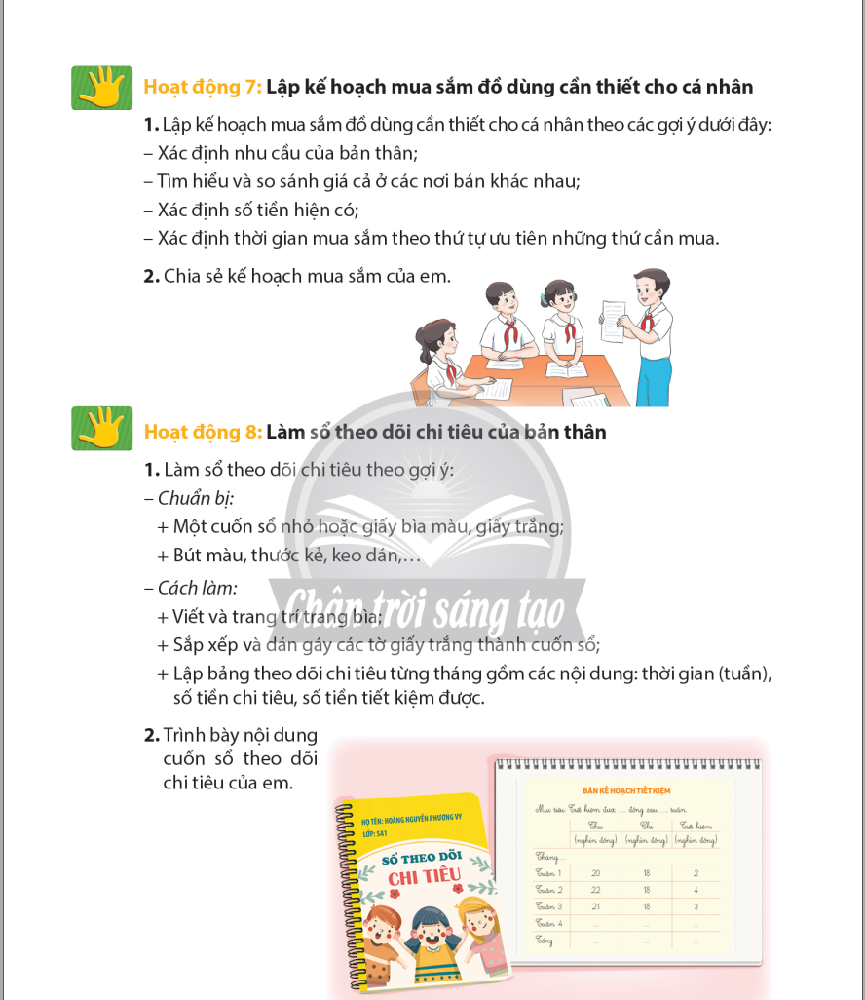 Hoạt động 7: Lập kế hoạch mua sắm đồ dùng cần thiết cho cá nhân
1. Lập kế hoạch mua sắm đồ dùng cần thiết cho cá nhân theo các gợi ý dưới đây:
– Xác định nhu cầu của bản thân;
– Tìm hiểu và so sánh giá cả ở các nơi bán khác nhau;
– Xác định số tiền hiện có;
– Xác định thời gian mua sắm theo thứ tự ưu tiên những thứ cần mua.
2. Chia sẻ kế hoạch mua sắm của em.
Hoạt động 8: Làm sổ theo dõi chi tiêu của bản thân
1. Làm sổ theo dõi chi tiêu theo gợi ý:
– Chuẩn bị:
+ Một cuốn sổ nhỏ hoặc giấy bìa màu, giấy trắng;
+ Bút màu, thước kẻ, keo dán,…
– Cách làm:
+ Viết và trang trí trang bìa;
+ Sắp xếp và dán gáy các tờ giấy trắng thành cuốn sổ;
+ Lập bảng theo dõi chi tiêu từng tháng gồm các nội dung: thời gian (tuần),
số tiền chi tiêu, số tiền tiết kiệm được.
Chân trời sáng tạo
2. Trình bày nội dung
cuốn sổ theo dõi
chi tiêu của em.
HỌ TÊN: HOÀNG NGUYỄN PHƯƠNG VY
LỚP: 5A1
SỔ THEO DÕI
CHI TIÊU
BẢN KẾ HOẠCH TIẾT KIỆM
Mục tiêu: Tiết kiệm được ... đồng sau ... tuần.
Thu Chi Tiết kiệm
(nghìn đồng) (nghìn đồng) (nghìn đồng)
Tháng ...
Tuần 1 20 18 2
Tuần 2 22 18 4
Tuần 3 21 18 3
Tuần 4 ... ... ...
Tổng ... ... ...